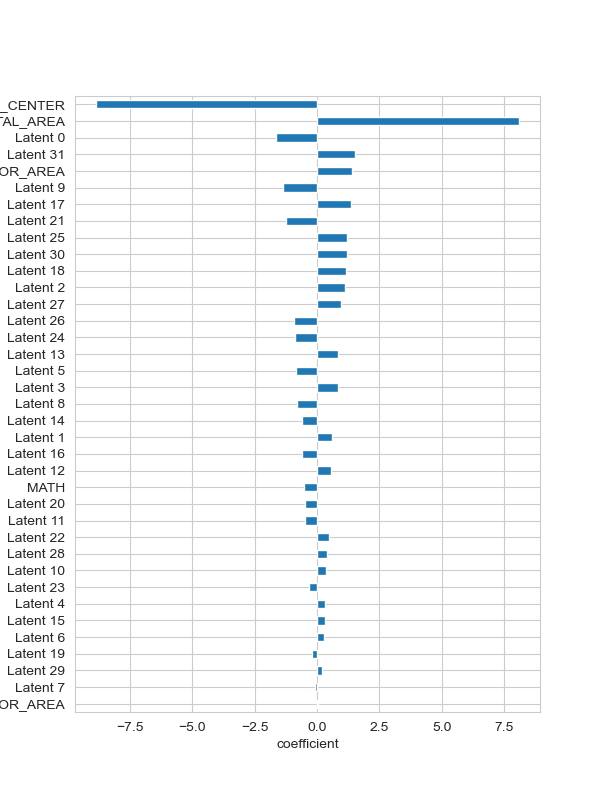 _CENTER
TAL_AREA
Latent 0
Latent 31
OR_AREA
Latent 9
Latent 17
Latent 21
Latent 25
Latent 30
Latent 18
Latent 2
Latent 27
Latent 26
Latent 24
Latent 13
Latent 5
Latent 3
Latent 8
Latent 14
Latent 1
Latent 16
Latent 12
MATH
Latent 20
Latent 11
Latent 22
Latent 28
Latent 10
Latent 23
Latent 4
Latent 15
Latent 6
Latent 19
Latent 29
Latent 7
OR_AREA
−7.5 −5.0 −2.5 0.0 2.5 5.0 7.5
coefficient